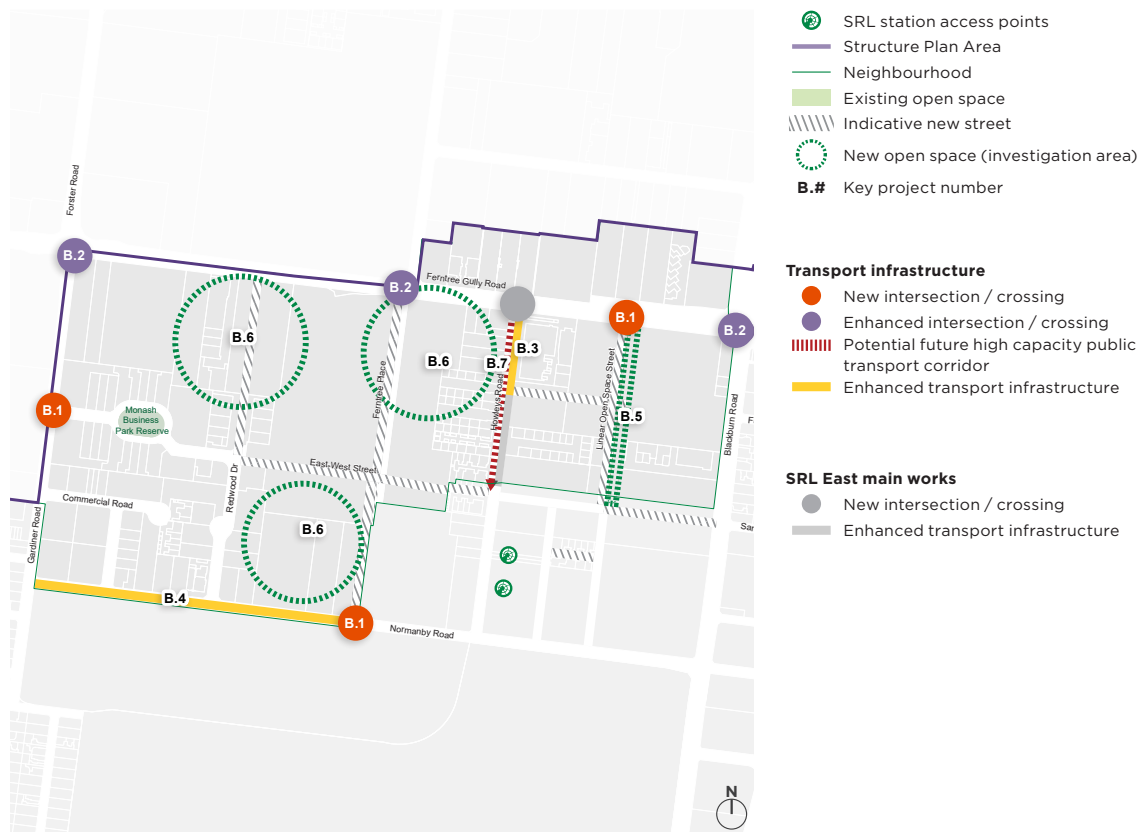 SRL station access points
Structure Plan Area
Neighbourhood
Existing open space
Indicative new street
New open space (investigation area)
B.# Key project number
Transport infrastructure
New intersection / crossing
Enhanced intersection / crossing
Potential future high capacity public
transport corridor
Enhanced transport infrastructure
SRL East main works
New intersection / crossing
Enhanced transport infrastructure
Forster Road
B.2
B.2
Ferntree Gully Road
B.1
B.2
B.6
B.6
B.7
B.3
Howleys Road
Ferntree Place
Linear Open Space Street
B.5
Blackburn Road
F
B.1
Monash
Business
Park Reserve
East-West Street
Redwood Dr
Commercial Road
Gardiner Road
B.6
San
B.4
B.1
Normanby Road
N